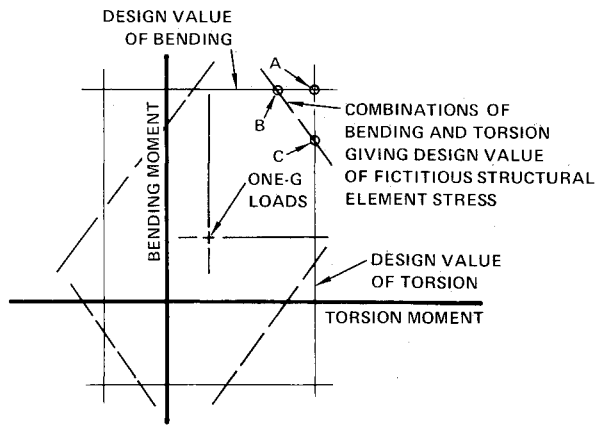 DESIGN VALUE
OF BENDING
A
B
C
COMBINATIONS OF
BENDING AND TORSION
GIVING DESIGN VALUE
OF FICTITIOUS STRUCTURAL
ELEMENT STRESS
BENDING MOMENT
ONE-G
LOADS
DESIGN VALUE
OF TORSION
TORSION MOMENT